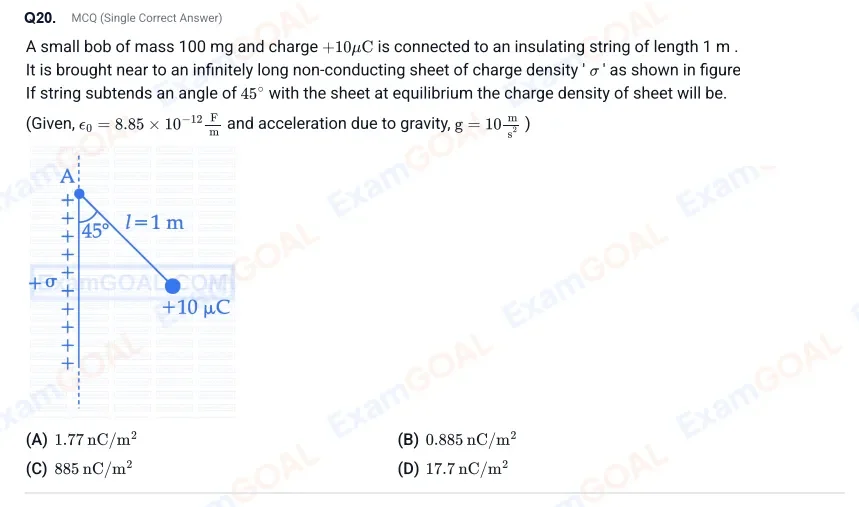 Q20. MCQ (Single Correct Answer)
A small bob of mass 100 mg and charge +10μC is connected to an insulating string of length 1 m .
It is brought near to an infinitely long non-conducting sheet of charge density ' σ ' as shown in figure
If string subtends an angle of 45° with the sheet at equilibrium the charge density of sheet will be.
(Given, ϵ₀ = 8.85 × 10⁻¹² F/m and acceleration due to gravity, g = 10 m/s² )
A
+
+
45° l=1 m
+
+
+σ +
+
+ +10 μC
+
+
+
(A) 1.77 nC/m²
(B) 0.885 nC/m²
(C) 885 nC/m²
(D) 17.7 nC/m²
ExamGOAL
ExamGOAL
ExamGOAL
ExamGOAL